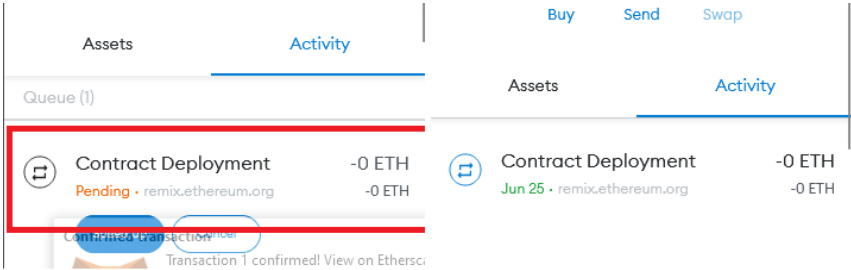 Assets Activity
Queue (1)
Contract Deployment -0 ETH
Pending • remix.ethereum.org -0 ETH
Confirmed transaction
Transaction 1 confirmed! View on Ethersca
Buy Send Swap
Assets Activity
Contract Deployment -0 ETH
Jun 25 • remix.ethereum.org -0 ETH